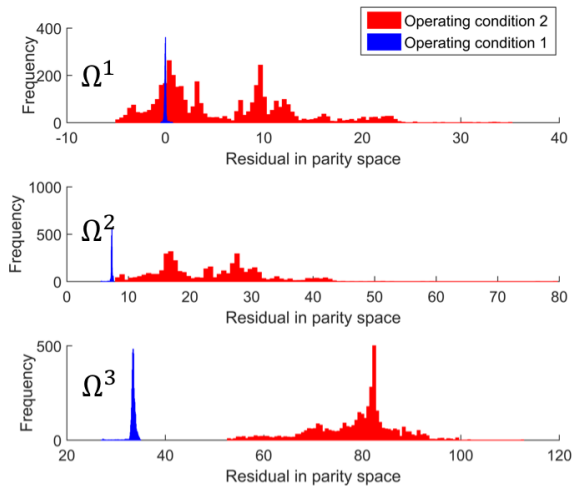 Operating condition 2
Operating condition 1
400
200
0
Frequency
Ω¹
-10 0 10 20 30 40
Residual in parity space
1000
500
0
Frequency
Ω²
0 10 20 30 40 50 60 70 80
Residual in parity space
500
0
Frequency
Ω³
20 40 60 80 100 120
Residual in parity space